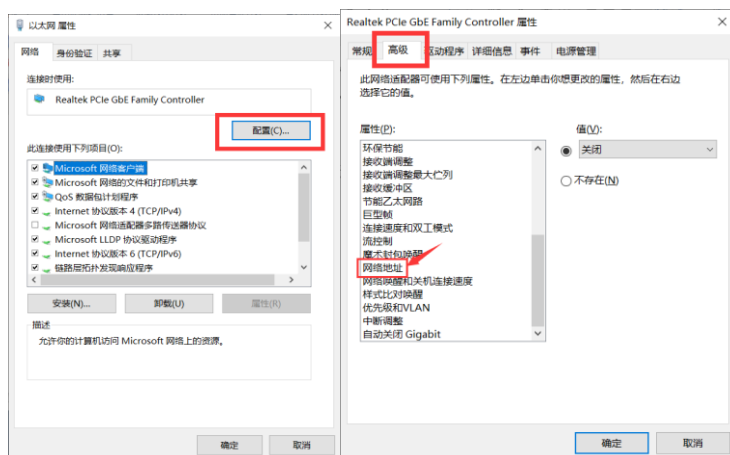 以太网 属性
网络 身份验证 共享
连接时使用:
Realtek PCIe GbE Family Controller
配置(C)...
此连接使用下列项目(O):
Microsoft 网络客户端
Microsoft 网络的文件和打印机共享
QoS 数据包计划程序
Internet 协议版本 4 (TCP/IPv4)
Microsoft 网络适配器多路传送器协议
Microsoft LLDP 协议驱动程序
Internet 协议版本 6 (TCP/IPv6)
链路层拓扑发现响应程序
安装(N)... 卸载(U) 属性(R)
描述
允许你的计算机访问 Microsoft 网络上的资源。
确定 取消
Realtek PCIe GbE Family Controller 属性
常规 高级 驱动程序 详细信息 事件 电源管理
此网络适配器可使用下列属性。在左边单击你想更改的属性，然后在右边
选择它的值。
属性(P): 值(V):
环保节能
接收端调整
接收端调整最大伫列
接收缓冲区
节能乙太网路
巨型帧
连接速度和双工模式
流控制
魔术封包唤醒
网络地址
网络唤醒和关机连接速度
样式比对唤醒
优先级和VLAN
中断调整
自动关闭 Gigabit
关闭
不存在(N)
确定 取消